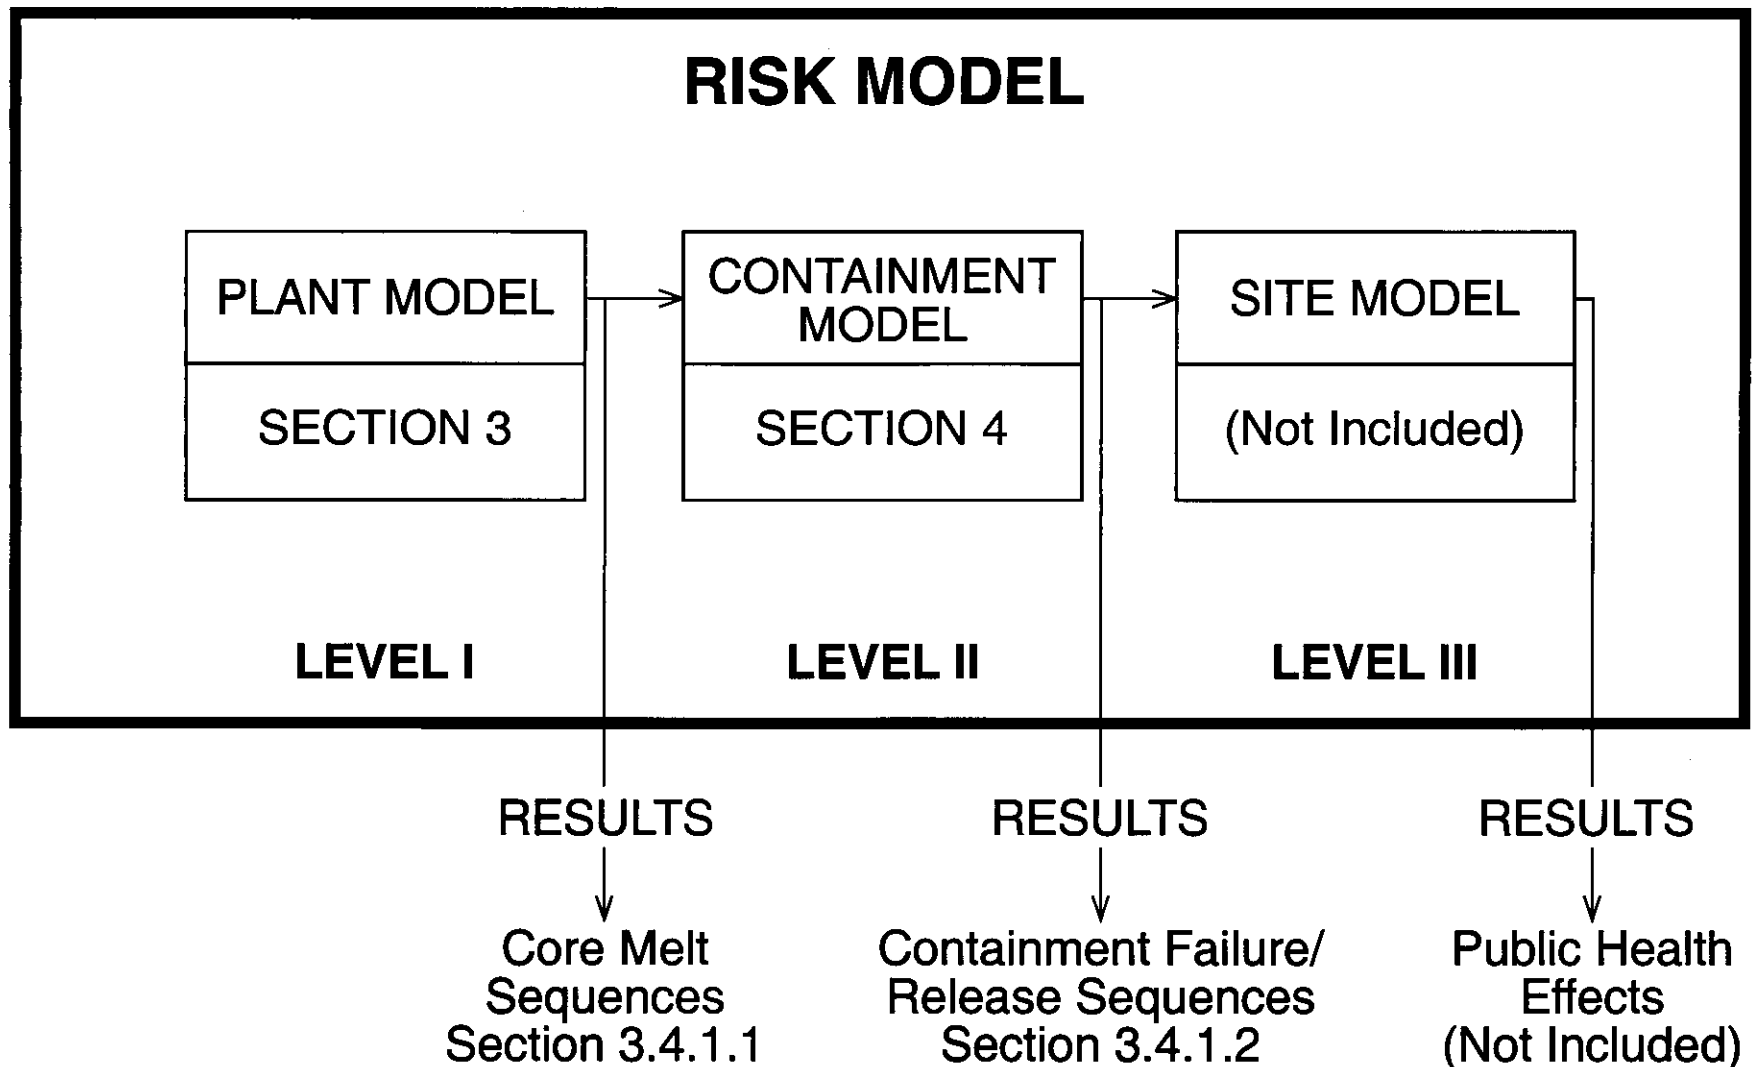 RISK MODEL
PLANT MODEL
SECTION 3
CONTAINMENT
MODEL
SECTION 4
SITE MODEL
(Not Included)
LEVEL I
LEVEL II
LEVEL III
RESULTS
RESULTS
RESULTS
Core Melt
Sequences
Section 3.4.1.1
Containment Failure/
Release Sequences
Section 3.4.1.2
Public Health
Effects
(Not Included)